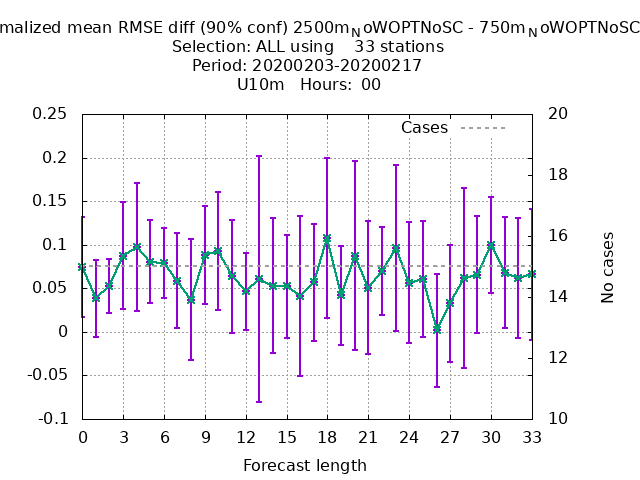 malized mean RMSE diff (90% conf) 2500mNoWOPTNoSC - 750mNoWOPTNoSC
Selection: ALL using 33 stations
Period: 20200203-20200217
U10m Hours: 00
Cases
0.25
0.2
0.15
0.1
0.05
0
-0.05
-0.1
20
18
16
14
12
10
No cases
0 3 6 9 12 15 18 21 24 27 30 33
Forecast length